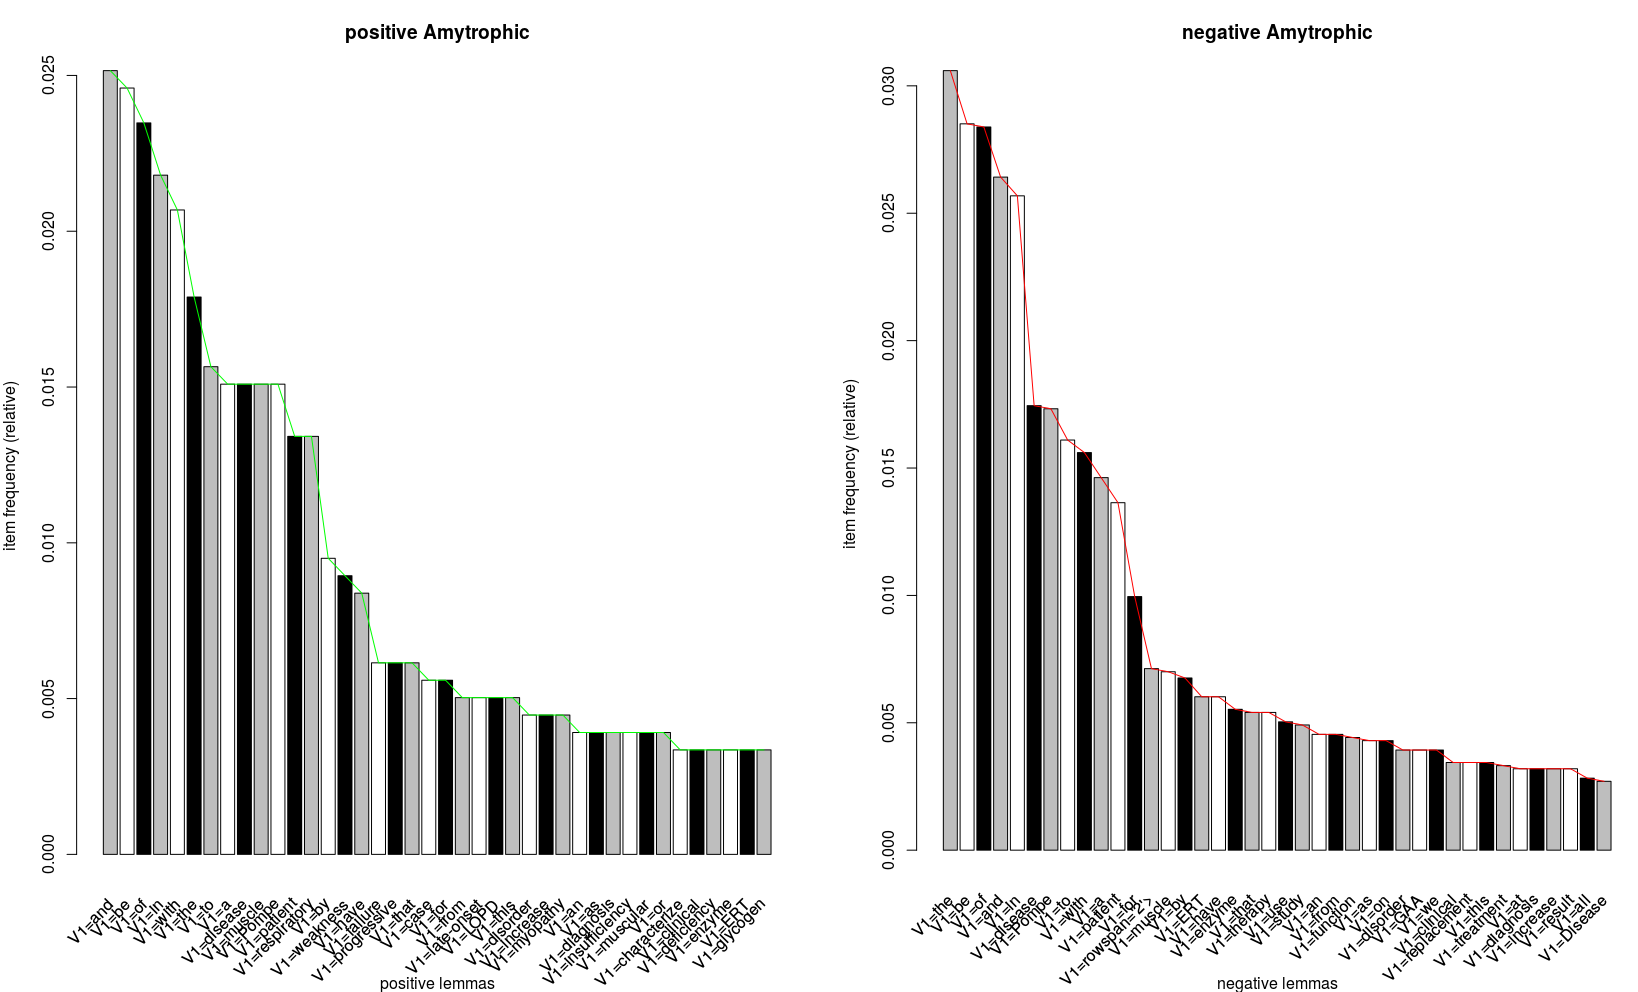 positive Amytrophic
item frequency (relative)
0.025
0.020
0.015
0.010
0.005
0.000
V1=and
V1=be
V1=of
V1=in
V1=with
V1=the
V1=to
V1=a
V1=disease
V1=muscle
V1=Pompe
V1=patient
V1=respiratory
V1=by
V1=weakness
V1=have
V1=failure
V1=progressive
V1=that
V1=case
V1=for
V1=from
V1=late-onset
V1=LOPD
V1=this
V1=disorder
V1=increase
V1=myopathy
V1=an
V1=as
V1=diagnosis
V1=insufficiency
V1=muscular
V1=or
V1=characterize
V1=clinical
V1=deficiency
V1=enzyme
V1=ERT
V1=glycogen
positive lemmas
negative Amytrophic
item frequency (relative)
0.030
0.025
0.020
0.015
0.010
0.005
0.000
V1=the
V1=be
V1=of
V1=and
V1=in
V1=disease
V1=Pompe
V1=to
V1=with
V1=a
V1=patient
V1=for
V1=rowspan=2>
V1=muscle
V1=by
V1=ERT
V1=have
V1=enzyme
V1=that
V1=therapy
V1=use
V1=study
V1=an
V1=from
V1=function
V1=as
V1=on
V1=disorder
V1=GAA
V1=we
V1=clinical
V1=replacement
V1=this
V1=treatment
V1=at
V1=diagnosis
V1=increase
V1=result
V1=all
V1=Disease
negative lemmas